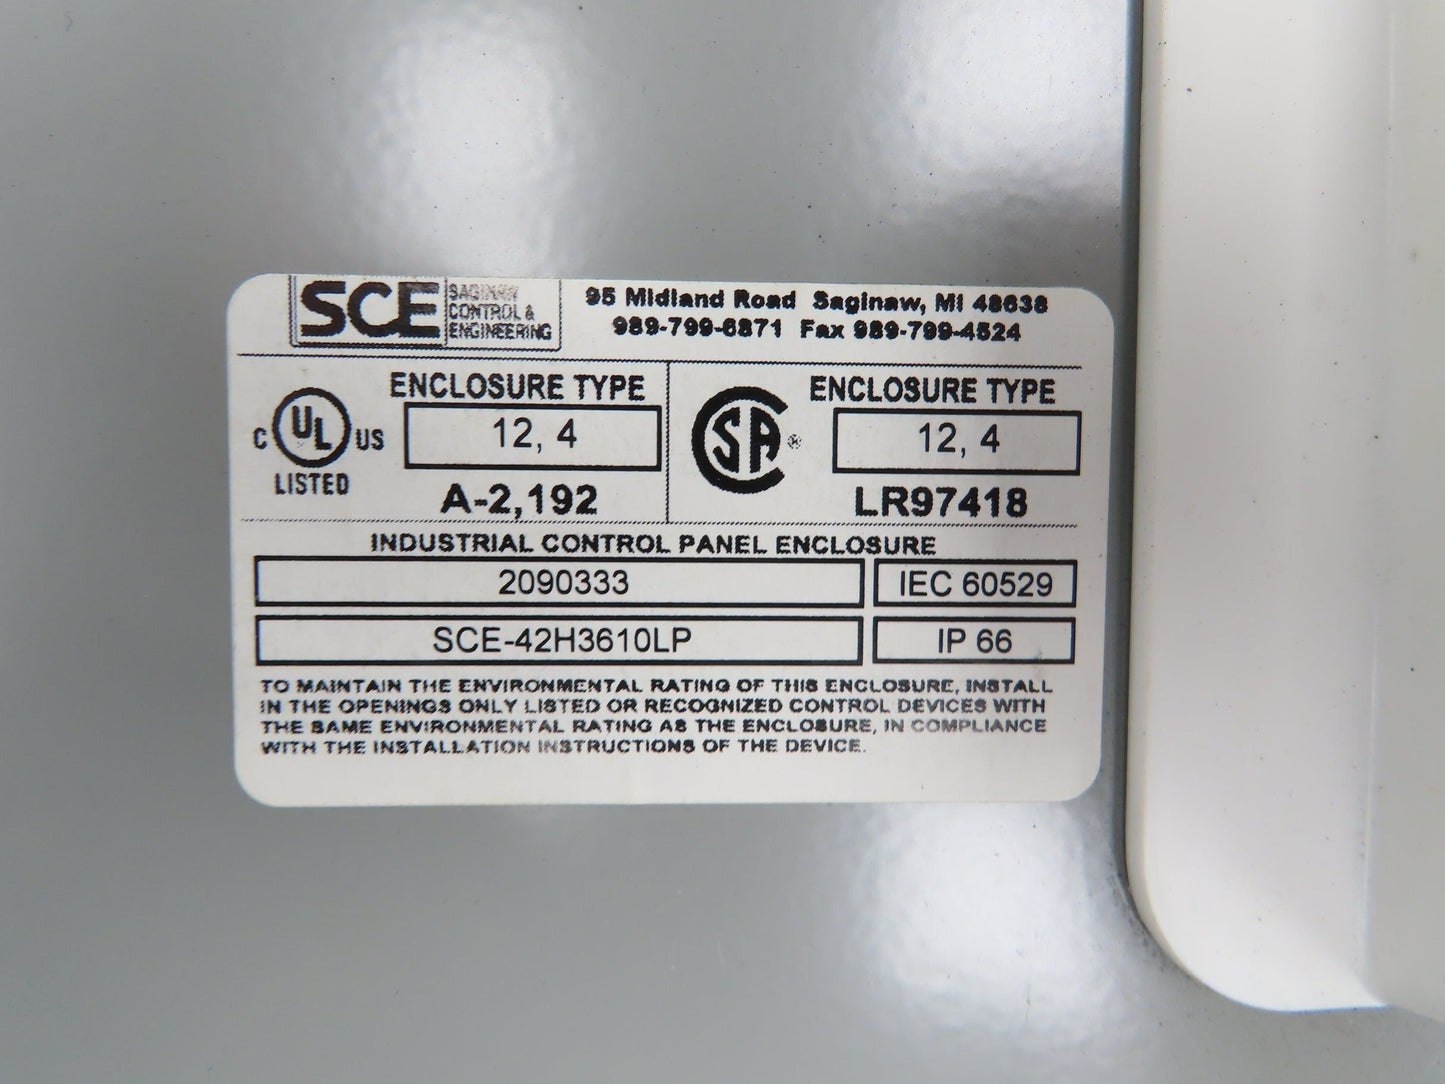 SCE SAGINAW CONTROL & ENGINEERING
95 Midland Road Saginaw, MI 48638
989-799-6871 Fax 989-799-4524
C UL US LISTED
ENCLOSURE TYPE
12, 4
A-2,192
CSA ®
ENCLOSURE TYPE
12, 4
LR97418
INDUSTRIAL CONTROL PANEL ENCLOSURE
2090333
IEC 60529
SCE-42H3610LP
IP 66
TO MAINTAIN THE ENVIRONMENTAL RATING OF THIS ENCLOSURE, INSTALL
IN THE OPENINGS ONLY LISTED OR RECOGNIZED CONTROL DEVICES WITH
THE SAME ENVIRONMENTAL RATING AS THE ENCLOSURE, IN COMPLIANCE
WITH THE INSTALLATION INSTRUCTIONS OF THE DEVICE.